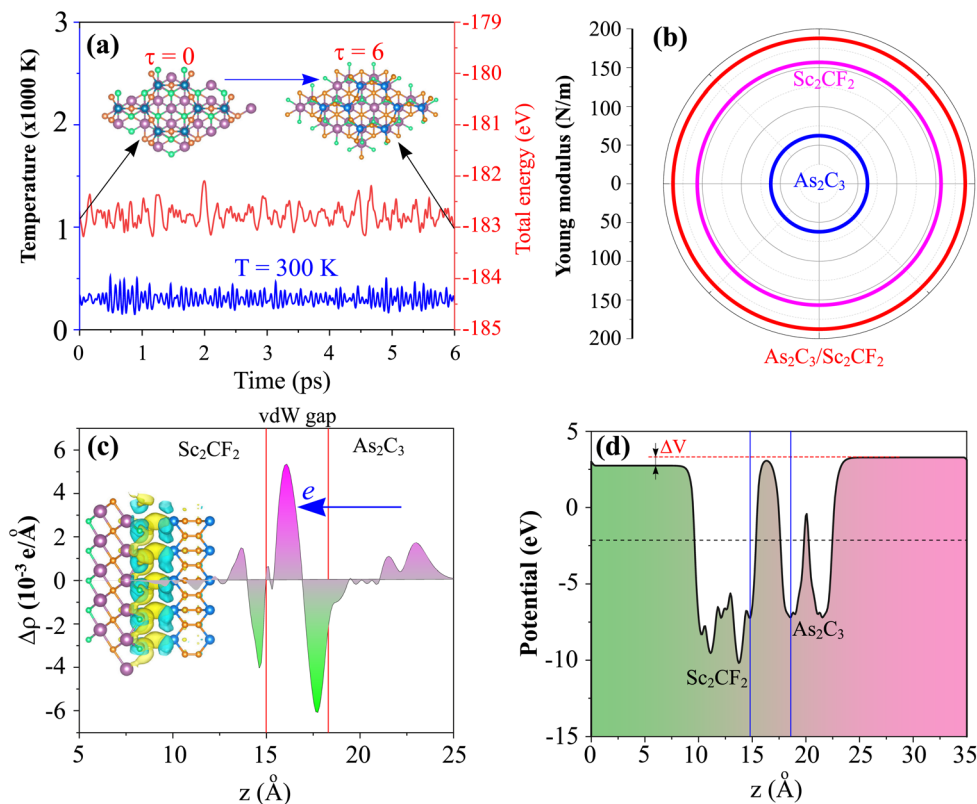 (a)
τ = 0
τ = 6
T = 300 K
Temperature (x1000 K)
3
2
1
0
Total energy (eV)
-179
-180
-181
-182
-183
-184
-185
0 1 2 3 4 5 6
Time (ps)
(b)
Young modulus (N/m)
200
150
100
50
0
50
100
150
200
Sc₂CF₂
As₂C₃
As₂C₃/Sc₂CF₂
(c)
vdW gap
Sc₂CF₂
As₂C₃
e
Δρ (10⁻³ e/Å)
6
4
2
0
-2
-4
-6
5 10 15 20 25
z (Å)
(d)
ΔV
Potential (eV)
5
0
-5
-10
-15
Sc₂CF₂
As₂C₃
0 5 10 15 20 25 30 35
z (Å)